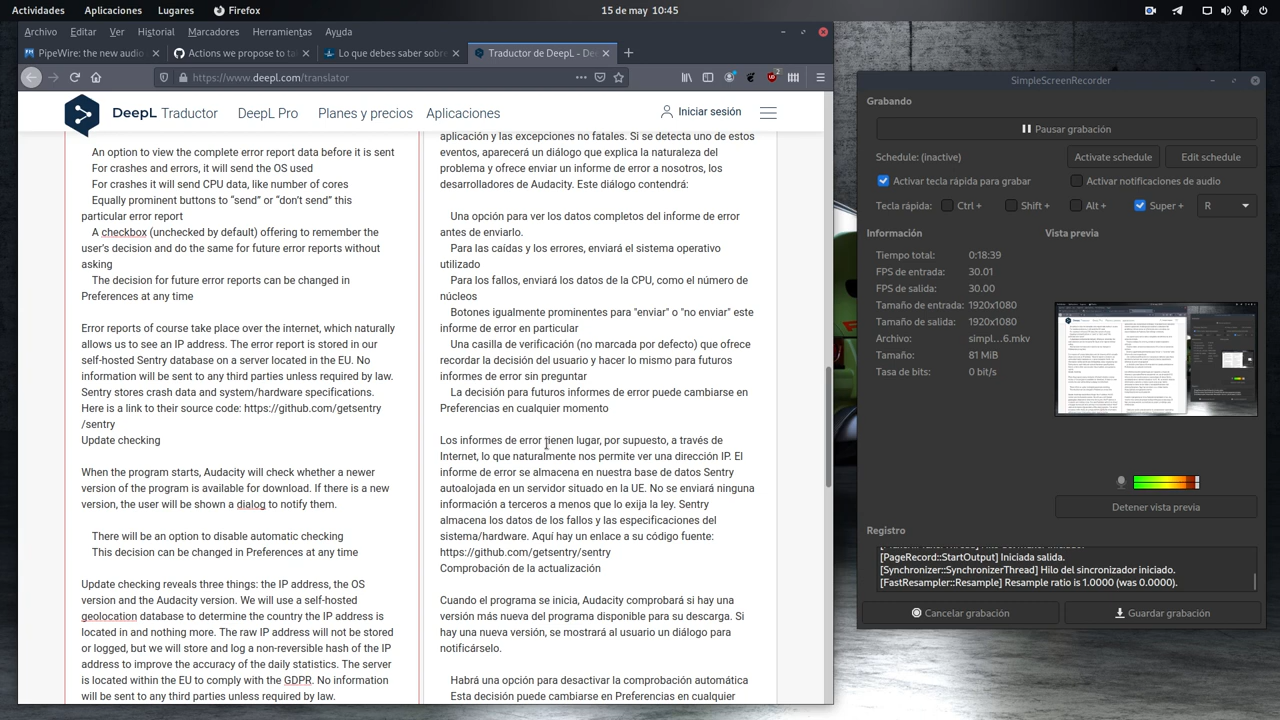 Actividades Aplicaciones Lugares Firefox 15 de may 10:45
Archivo Editar Ver Historial Marcadores Herramientas Ayuda
PipeWire: the new audio
Actions we propose to ta
Lo que debes saber sobre
Traductor de DeepL - Dee
https://www.deepl.com/translator
DeepL Traductor DeepL Pro Planes y precios Aplicaciones Iniciar sesión
An option to view the complete error report data before it is sent
For crashes and errors, it will send the OS used
For crashes it will send CPU data, like number of cores
Equally prominent buttons to “send” or “don’t send” this
particular error report
A checkbox (unchecked by default) offering to remember the
user’s decision and do the same for future error reports without
asking
The decision for future error reports can be changed in
Preferences at any time
Error reports of course take place over the internet, which naturally
allows us to see an IP address. The error report is stored in our
self-hosted Sentry database on a server located in the EU. No
information will be sent to any third parties unless required by law.
Sentry stores crash data and system/hardware specifications.
Here is a link to their source code: https://github.com/getsentry
/sentry
Update checking
When the program starts, Audacity will check whether a newer
version of the program is available for download. If there is a new
version, the user will be shown a dialog to notify them.
There will be an option to disable automatic checking
This decision can be changed in Preferences at any time
Update checking reveals three things: the IP address, the OS
version and the Audacity version. We will use a self-hosted
geolocation database to determine the country the IP address is
located in and nothing more. The raw IP address will not be stored
or logged, but we will store and log a non-reversible hash of the IP
address to improve the accuracy of the daily statistics. The server
is located within the EU to comply with the GDPR. No information
will be sent to any third parties unless required by law.
aplicación y las excepciones no fatales. Si se detecta uno de estos
eventos, aparecerá un diálogo que explica la naturaleza del
problema y ofrece enviar un informe de error a nosotros, los
desarrolladores de Audacity. Este diálogo contendrá:
Una opción para ver los datos completos del informe de error
antes de enviarlo.
Para las caídas y los errores, enviará el sistema operativo
utilizado
Para los fallos, enviará los datos de la CPU, como el número de
núcleos
Botones igualmente prominentes para "enviar" o "no enviar" este
informe de error en particular
Una casilla de verificación (no marcada por defecto) que ofrece
recordar la decisión del usuario y hacer lo mismo para futuros
informes de error sin preguntar
La decisión para futuros informes de error puede cambiarse en
Preferencias en cualquier momento
Los informes de error tienen lugar, por supuesto, a través de
Internet, lo que naturalmente nos permite ver una dirección IP. El
informe de error se almacena en nuestra base de datos Sentry
autoalojada en un servidor situado en la UE. No se enviará ninguna
información a terceros a menos que lo exija la ley. Sentry
almacena los datos de los fallos y las especificaciones del
sistema/hardware. Aquí hay un enlace a su código fuente:
https://github.com/getsentry/sentry
Comprobación de la actualización
Cuando el programa se inicia, Audacity comprobará si hay una
versión más nueva del programa disponible para su descarga. Si
hay una nueva versión, se mostrará al usuario un diálogo para
notificárselo.
Habrá una opción para desactivar la comprobación automática
Esta decisión puede cambiarse en Preferencias en cualquier
SimpleScreenRecorder
Grabando
Pausar grabación
Schedule: (inactive) Activate schedule Edit schedule
Activar tecla rápida para grabar Activar notificaciones de audio
Tecla rápida: Ctrl + Shift + Alt + Super + R
Información Vista previa
Tiempo total: 0:18:39
FPS de entrada: 30.01
FPS de salida: 30.00
Tamaño de entrada: 1920x1080
Tamaño de salida: 1920x1080
Archivo: simpl...6.mkv
Tamaño: 81 MiB
Tasa de bits: 0 bit/s
Detener vista previa
Registro
[PageRecord::StartOutput] Iniciada salida.
[Synchronizer::SynchronizerThread] Hilo del sincronizador iniciado.
[FastResampler::Resample] Resample ratio is 1.0000 (was 0.0000).
Cancelar grabación Guardar grabación